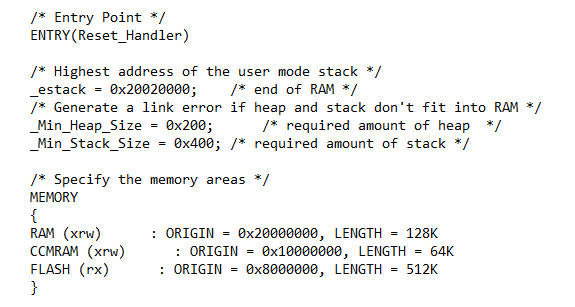 /* Entry Point */
ENTRY(Reset_Handler)
/* Highest address of the user mode stack */
_estack = 0x20020000;    /* end of RAM */
/* Generate a link error if heap and stack don't fit into RAM */
_Min_Heap_Size = 0x200;      /* required amount of heap  */
_Min_Stack_Size = 0x400; /* required amount of stack */
/* Specify the memory areas */
MEMORY
{
RAM (xrw)      : ORIGIN = 0x20000000, LENGTH = 128K
CCMRAM (xrw)      : ORIGIN = 0x10000000, LENGTH = 64K
FLASH (rx)      : ORIGIN = 0x8000000, LENGTH = 512K
}